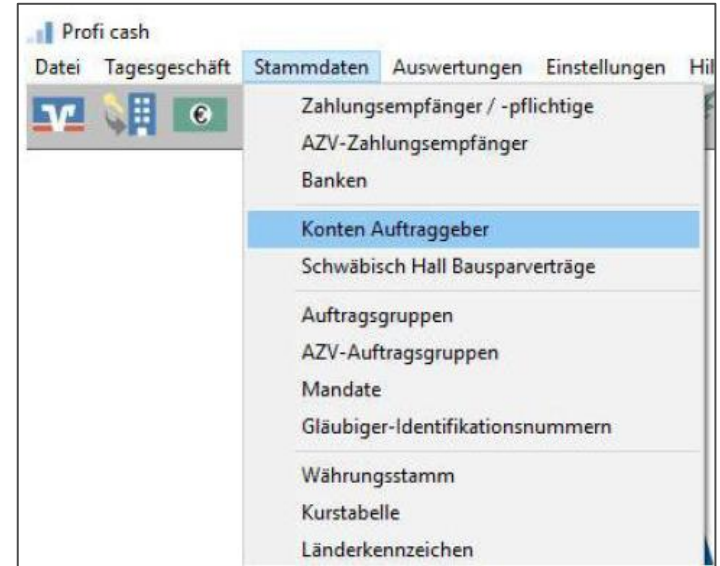 Profi cash
Datei Tagesgeschäft Stammdaten Auswertungen Einstellungen Hil
€
Zahlungsempfänger / -pflichtige
AZV-Zahlungsempfänger
Banken
Konten Auftraggeber
Schwäbisch Hall Bausparverträge
Auftragsgruppen
AZV-Auftragsgruppen
Mandate
Gläubiger-Identifikationsnummern
Währungsstamm
Kurstabelle
Länderkennzeichen